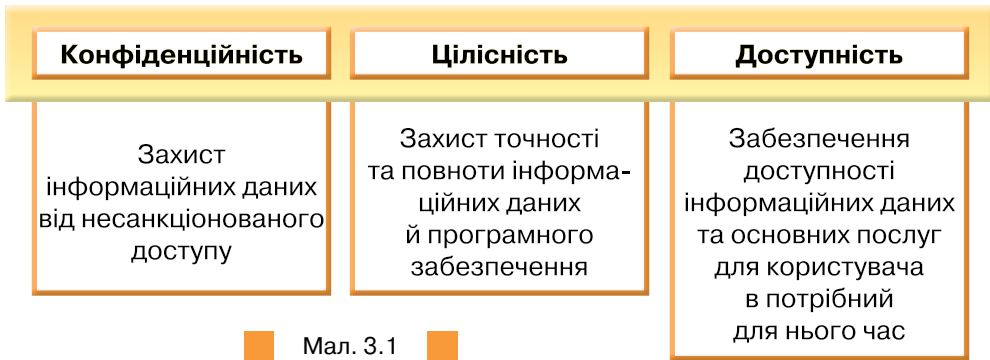 Конфіденційність
Захист
інформаційних даних
від несанкціонованого
доступу
Цілісність
Захист точності
та повноти інформа-
ційних даних
й програмного
забезпечення
Доступність
Забезпечення
доступності
інформаційних даних
та основних послуг
для користувача
в потрібний
для нього час
Мал. 3.1